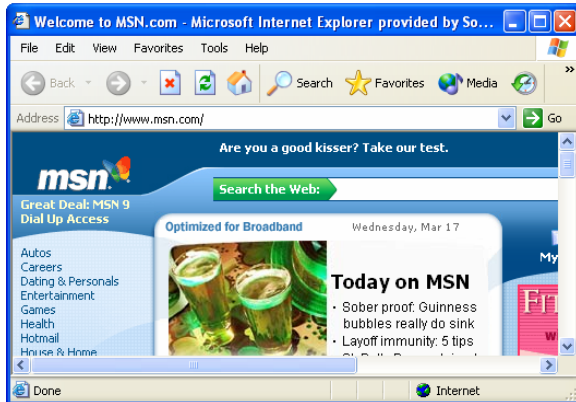 Welcome to MSN.com - Microsoft Internet Explorer provided by So...
File Edit View Favorites Tools Help
Back Search Favorites Media »
Address http://www.msn.com/ Go
Are you a good kisser? Take our test.
msn
Search the Web:
Great Deal: MSN 9
Dial Up Access
Optimized for Broadband Wednesday, Mar 17
Autos
Careers
Dating & Personals
Entertainment
Games
Health
Hotmail
House & Home
Today on MSN
• Sober proof: Guinness
bubbles really do sink
• Layoff immunity: 5 tips
My
Done Internet